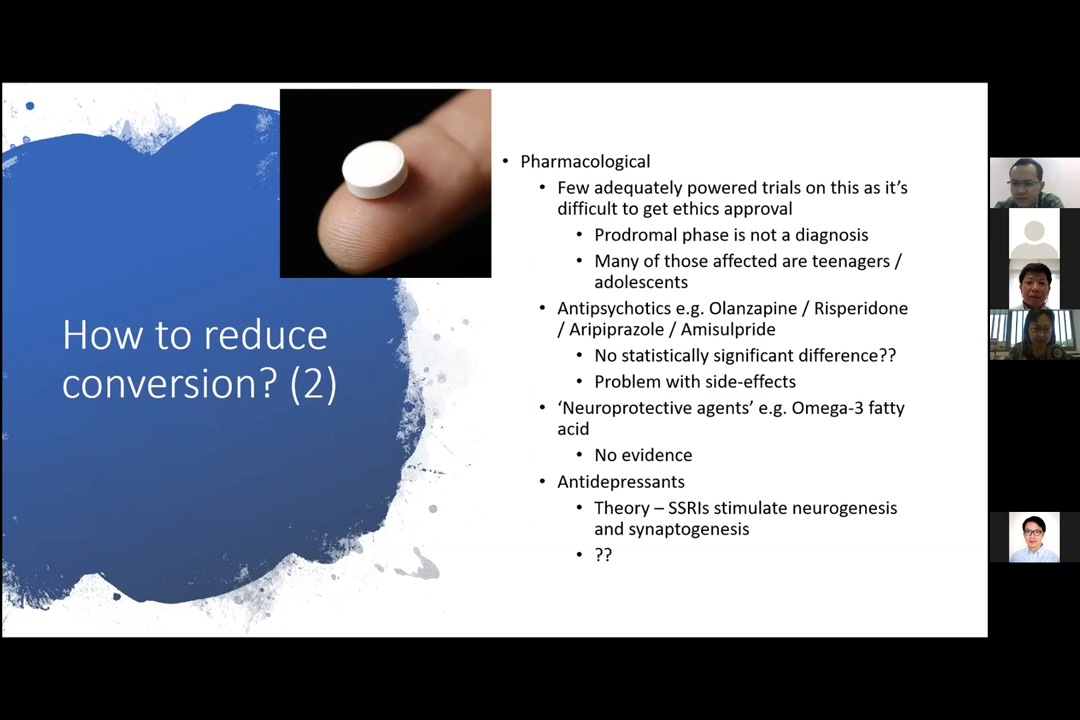 How to reduce
conversion? (2)
• Pharmacological
• Few adequately powered trials on this as it’s
difficult to get ethics approval
• Prodromal phase is not a diagnosis
• Many of those affected are teenagers /
adolescents
• Antipsychotics e.g. Olanzapine / Risperidone
/ Aripiprazole / Amisulpride
• No statistically significant difference??
• Problem with side-effects
• ‘Neuroprotective agents’ e.g. Omega-3 fatty
acid
• No evidence
• Antidepressants
• Theory – SSRIs stimulate neurogenesis
and synaptogenesis
• ??